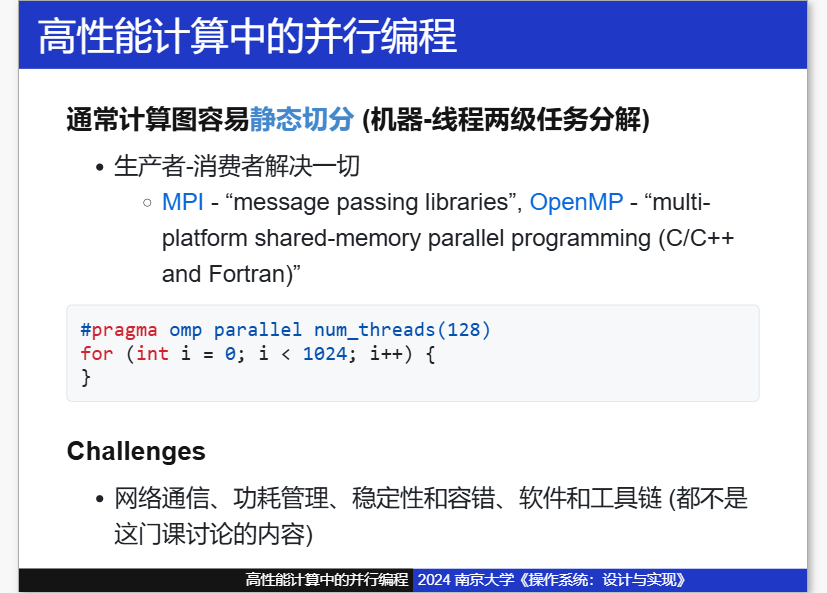 高性能计算中的并行编程
通常计算图容易静态切分 (机器-线程两级任务分解)
• 生产者-消费者解决一切
○ MPI - “message passing libraries”, OpenMP - “multi-
platform shared-memory parallel programming (C/C++
and Fortran)”
#pragma omp parallel num_threads(128)
for (int i = 0; i < 1024; i++) {
}
Challenges
• 网络通信、功耗管理、稳定性和容错、软件和工具链 (都不是
这门课讨论的内容)
高性能计算中的并行编程 2024 南京大学《操作系统：设计与实现》